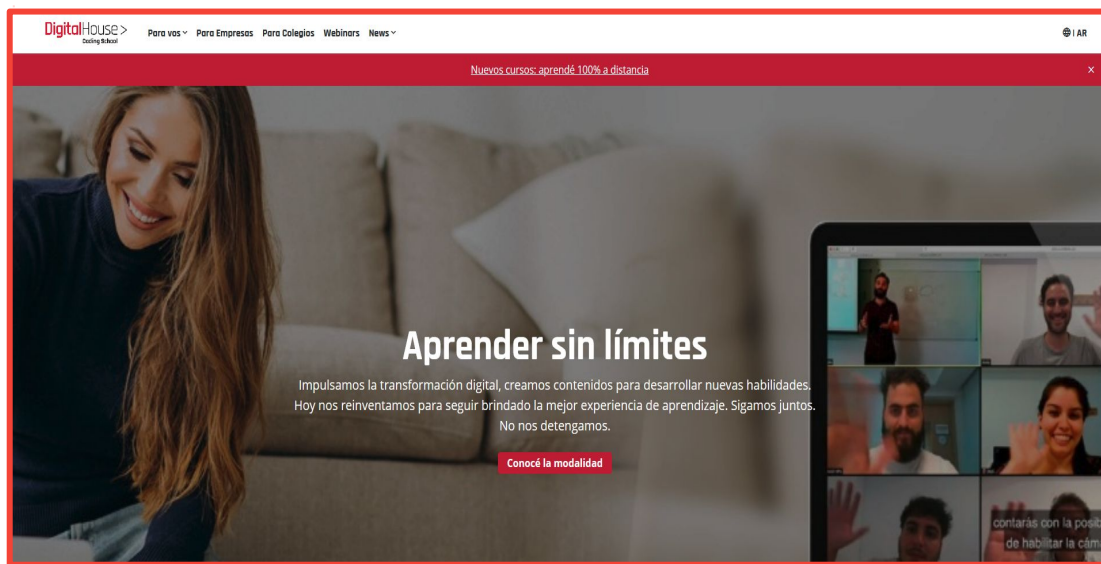 DigitalHouse>
Coding School
Para vos Para Empresas Para Colegios Webinars News
| AR
Nuevos cursos: aprendé 100% a distancia
Aprender sin límites
Impulsamos la transformación digital, creamos contenidos para desarrollar nuevas habilidades.
Hoy nos reinventamos para seguir brindado la mejor experiencia de aprendizaje. Sigamos juntos.
No nos detengamos.
Conocé la modalidad
contarás con la posib
de habilitar la cám